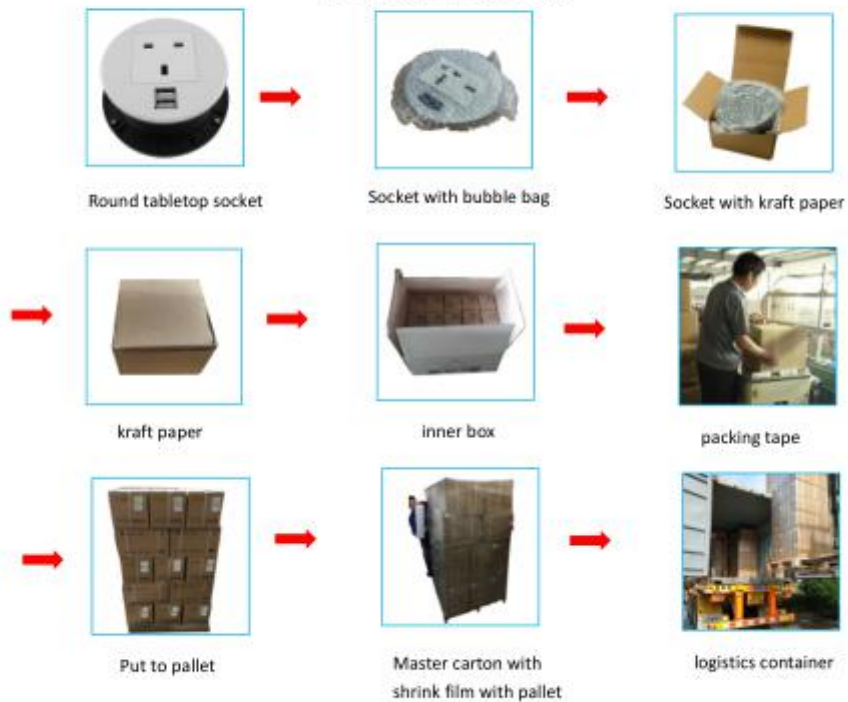 Round tabletop socket
Socket with bubble bag
Socket with kraft paper
kraft paper
inner box
packing tape
Put to pallet
Master carton with
shrink film with pallet
logistics container